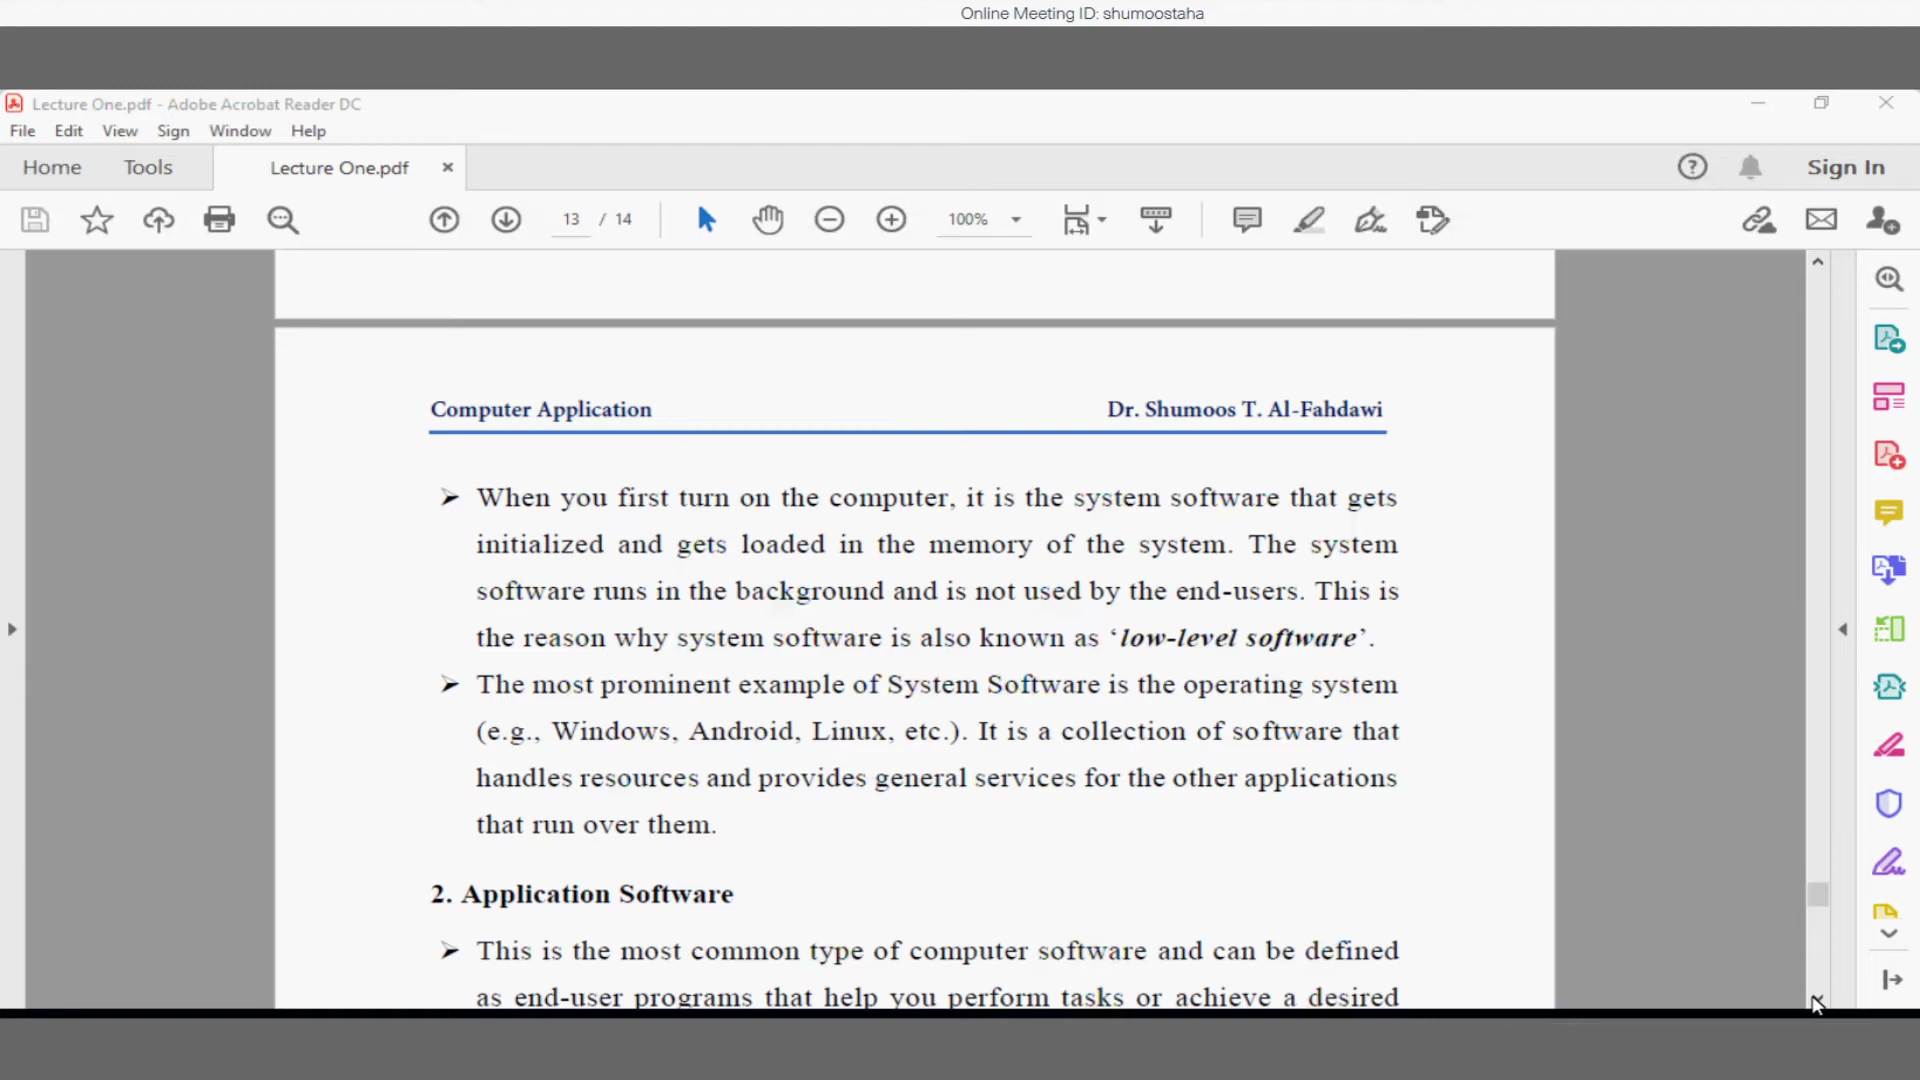 Online Meeting ID: shumoostaha
Lecture One.pdf - Adobe Acrobat Reader DC
File Edit View Sign Window Help
Home Tools Lecture One.pdf × Sign In
13 / 14 100%
Computer Application Dr. Shumoos T. Al-Fahdawi
➢ When you first turn on the computer, it is the system software that gets
initialized and gets loaded in the memory of the system. The system
software runs in the background and is not used by the end-users. This is
the reason why system software is also known as ‘low-level software’.
➢ The most prominent example of System Software is the operating system
(e.g., Windows, Android, Linux, etc.). It is a collection of software that
handles resources and provides general services for the other applications
that run over them.
2. Application Software
➢ This is the most common type of computer software and can be defined
as end-user programs that help you perform tasks or achieve a desired